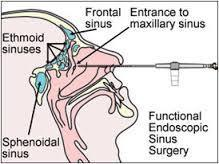 Frontal
sinus
Entrance to
maxillary sinus
Ethmoid
sinuses
Sphenoidal
sinus
Functional
Endoscopic
Sinus
Surgery